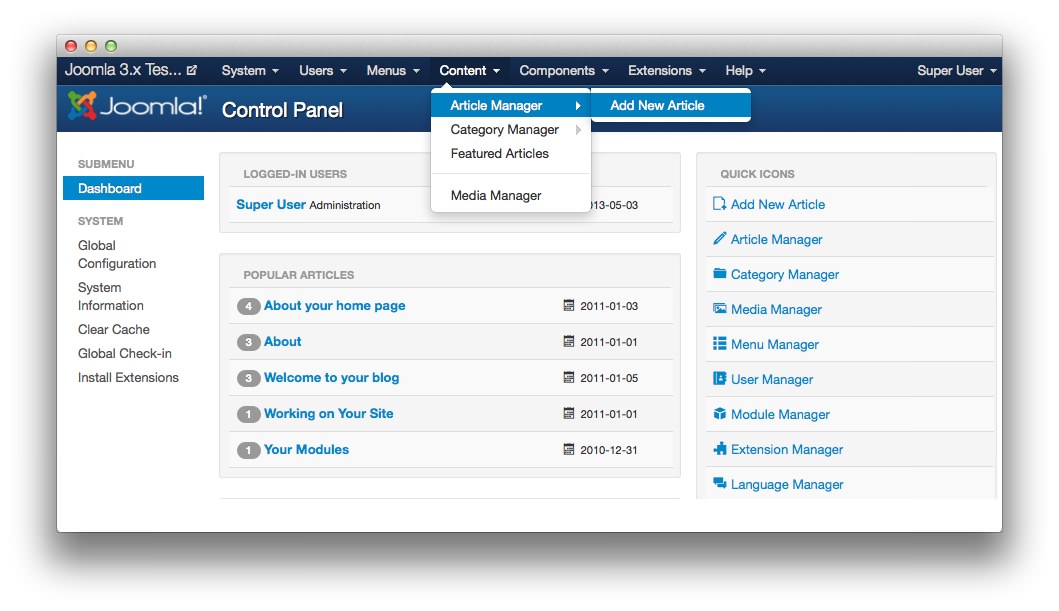 Joomla 3.x Tes...
System
Users
Menus
Content
Components
Extensions
Help
Super User
Joomla!®
Control Panel
Article Manager
Add New Article
Category Manager
Featured Articles
Media Manager
SUBMENU
Dashboard
SYSTEM
Global
Configuration
System
Information
Clear Cache
Global Check-in
Install Extensions
LOGGED-IN USERS
Super User Administration
13-05-03
POPULAR ARTICLES
4 About your home page 2011-01-03
3 About 2011-01-01
3 Welcome to your blog 2011-01-05
1 Working on Your Site 2011-01-01
1 Your Modules 2010-12-31
QUICK ICONS
Add New Article
Article Manager
Category Manager
Media Manager
Menu Manager
User Manager
Module Manager
Extension Manager
Language Manager